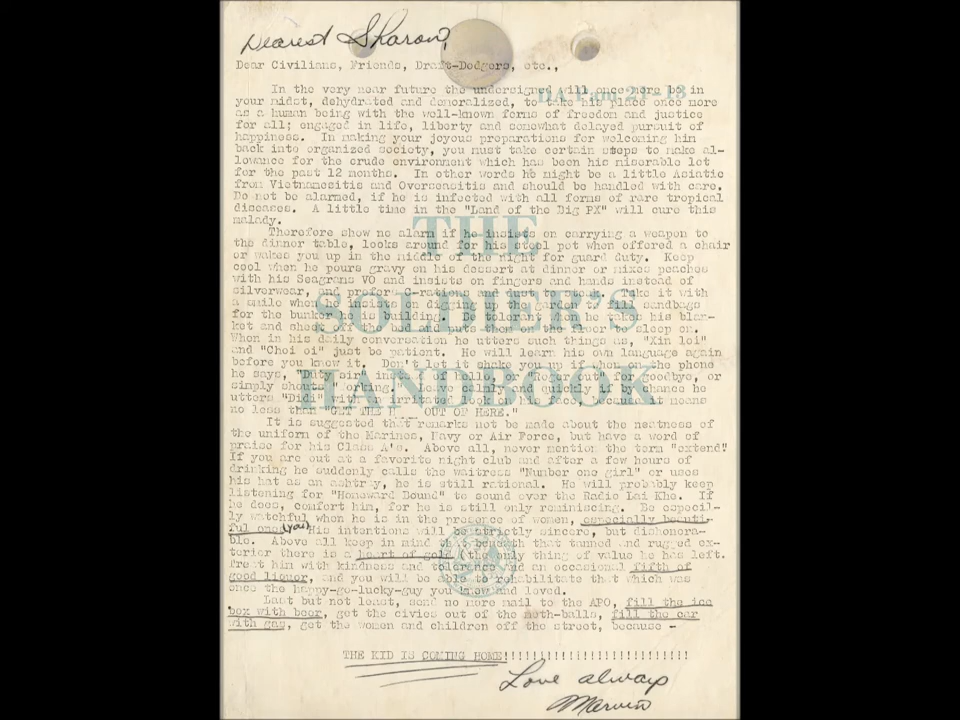 Dearest Sharon,
Dear Civilians, Friends, Draft-Dodgers, etc.,
In the very near future the undersigned will once more be in
DA Pam 21-13
your midst, dehydrated and demoralized, to take his place once more
as a human being with the well-known forms of freedom and justice
for all; engaged in life, liberty and somewhat delayed pursuit of
happiness. In making your joyous preparations for welcoming him
back into organized society, you must take certain steps to make al-
lowance for the crude environment which has been his miserable lot
for the past 12 months. In other words he might be a little Asiatic
from Vietnamesitis and Overseasitis and should be handled with care.
Do not be alarmed, if he is infected with all forms of rare tropical
diseases. A little time in the "Land of the Big PX" will cure this
malady.
THE
SOLDIER'S
HANDBOOK
Therefore show no alarm if he insists on carrying a weapon to
the dinner table, looks around for his steel pot when offered a chair
or wakes you up in the middle of the night for guard duty. Keep
cool when he pours gravy on his dessert at dinner or mixes peaches
with his Seagrams VO and insists on fingers and hands instead of
silverwear, and prefers C-rations and just grin. Take it with
a smile when he insists on digging up the garden to fill sandbags
for the bunker he is building. Be tolerant when he takes his blan-
ket and sheet off the bed and puts them on the floor to sleep on.
When in his daily conversation he utters such things as, "Xin loi"
and "Choi oi" just be patient. He will learn his own language again
before you know it. Don't let it shake you up if when on the phone
he says, sir" instead of hello, "Roger out" for goodbye, or
simply shouts "Working." Leave calmly and quickly if by chance he
utters "Didi" with an irritated look on his face, because it means
no less than "GET THE H___ OUT OF HERE."
It is suggested that remarks not be made about the neatness of
the uniform of the Marines, Navy or Air Force, but have a word of
praise for his Class A's. Above all, never mention the term "extend"
If you are out at a favorite night club and after a few hours of
drinking he suddenly calls the waitress "Number one girl" or uses
his hat as an ashtry, he is still rational. He will probably keep
listening for "Homeward Bound" to sound over the Radio Lai Khe. If
he does, comfort him, for he is still only reminiscing. Be especil-
ly watchful when he is in the presence of women, especially beauti-
ful ones (you). His intentions will be strictly sincere, but dishonora-
ble. Above all keep in mind that beneath that tanned and rugged ex-
terior there is a heart of gold (the only thing of value he has left.
Treat him with kindness and tolerance and an occasional fifth of
good liquor, and you will be able to rehabilitate that which was
once the happy-go-lucky-guy you knew and loved.
Last but not least, send no more mail to the APO, fill the ice
box with beer, get the civies out of the moth-balls, fill the car
with gas, get the women and children off the street, because -
THE KID IS COMING HOME!!!!!!!!!!!!!!!!!!!!!!!!!!
Love always
Marvin